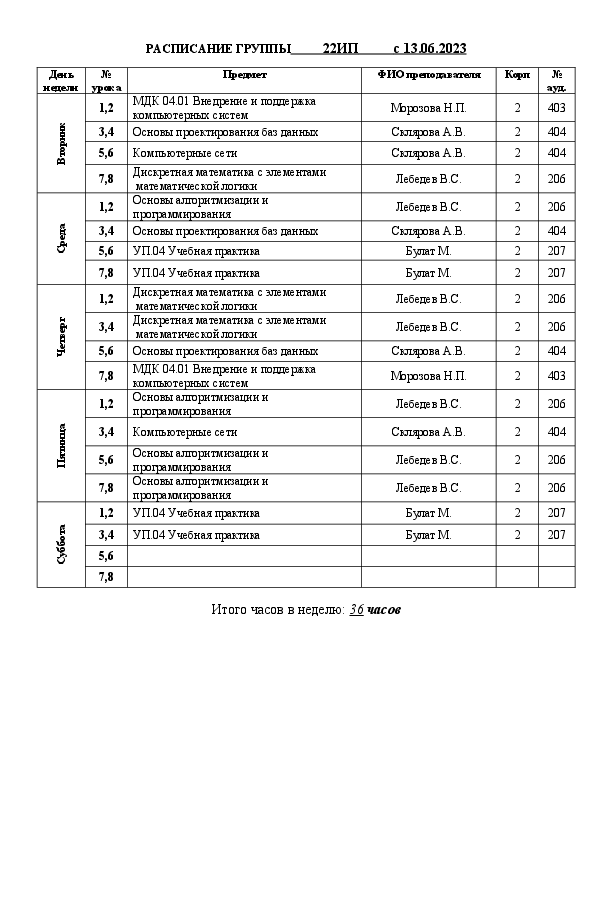 РАСПИСАНИЕ ГРУППЫ 22ИП с 13.06.2023
День недели № урока Предмет ФИО преподавателя Корп № ауд.
Вторник
1,2 МДК 04.01 Внедрение и поддержка компьютерных систем Морозова Н.П. 2 403
3,4 Основы проектирования баз данных Склярова А.В. 2 404
5,6 Компьютерные сети Склярова А.В. 2 404
7,8 Дискретная математика с элементами математической логики Лебедев В.С. 2 206
Среда
1,2 Основы алгоритмизации и программирования Лебедев В.С. 2 206
3,4 Основы проектирования баз данных Склярова А.В. 2 404
5,6 УП.04 Учебная практика Булат М. 2 207
7,8 УП.04 Учебная практика Булат М. 2 207
Четверг
1,2 Дискретная математика с элементами математической логики Лебедев В.С. 2 206
3,4 Дискретная математика с элементами математической логики Лебедев В.С. 2 206
5,6 Основы проектирования баз данных Склярова А.В. 2 404
7,8 МДК 04.01 Внедрение и поддержка компьютерных систем Морозова Н.П. 2 403
Пятница
1,2 Основы алгоритмизации и программирования Лебедев В.С. 2 206
3,4 Компьютерные сети Склярова А.В. 2 404
5,6 Основы алгоритмизации и программирования Лебедев В.С. 2 206
7,8 Основы алгоритмизации и программирования Лебедев В.С. 2 206
Суббота
1,2 УП.04 Учебная практика Булат М. 2 207
3,4 УП.04 Учебная практика Булат М. 2 207
5,6
7,8
Итого часов в неделю: 36 часов